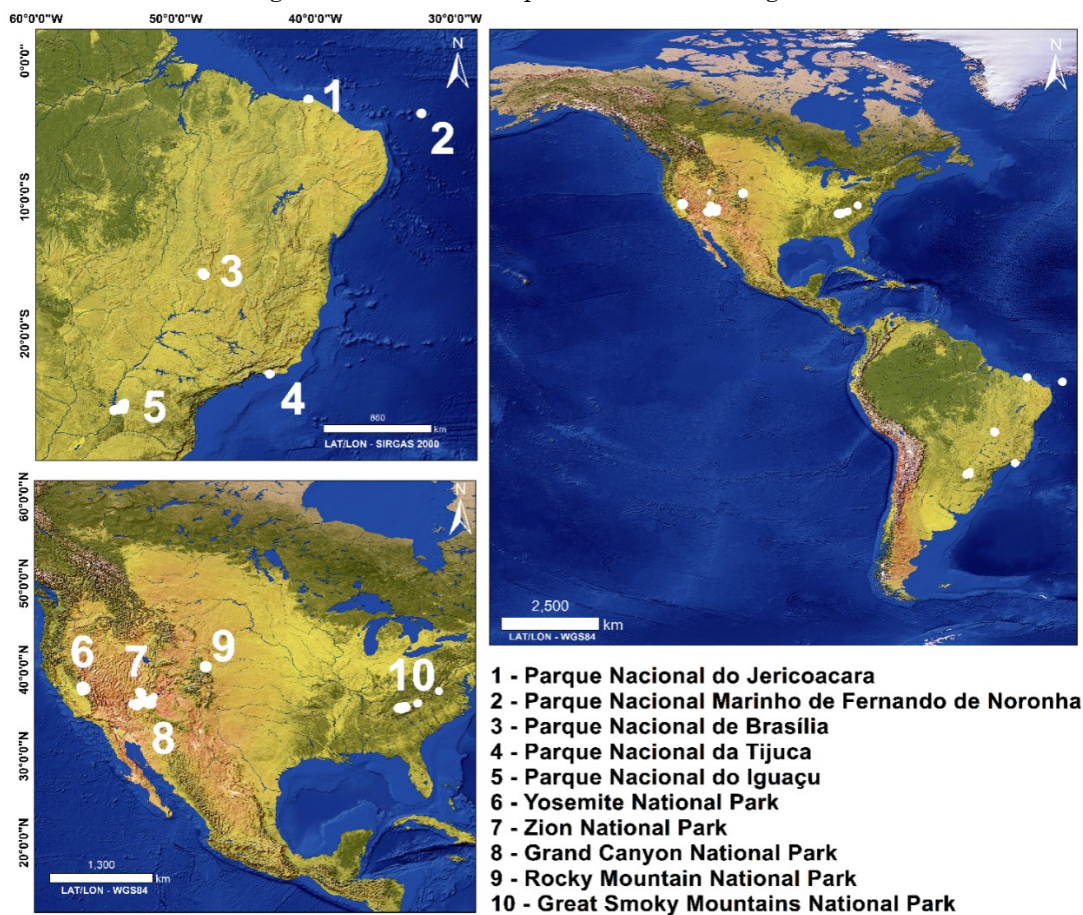 60°0'0"W 50°0'0"W 40°0'0"W 30°0'0"W
0°0'0"
10°0'0"S
20°0'0"S
N
1
2
3
4
5
860
km
LAT/LON - SIRGAS 2000
N
2,500
km
LAT/LON - WGS84
60°0'0"N
50°0'0"N
40°0'0"N
30°0'0"N
20°0'0"N
N
6
7
8
9
10
1,300
km
LAT/LON - WGS84
1 - Parque Nacional do Jericoacara
2 - Parque Nacional Marinho de Fernando de Noronha
3 - Parque Nacional de Brasília
4 - Parque Nacional da Tijuca
5 - Parque Nacional do Iguaçu
6 - Yosemite National Park
7 - Zion National Park
8 - Grand Canyon National Park
9 - Rocky Mountain National Park
10 - Great Smoky Mountains National Park